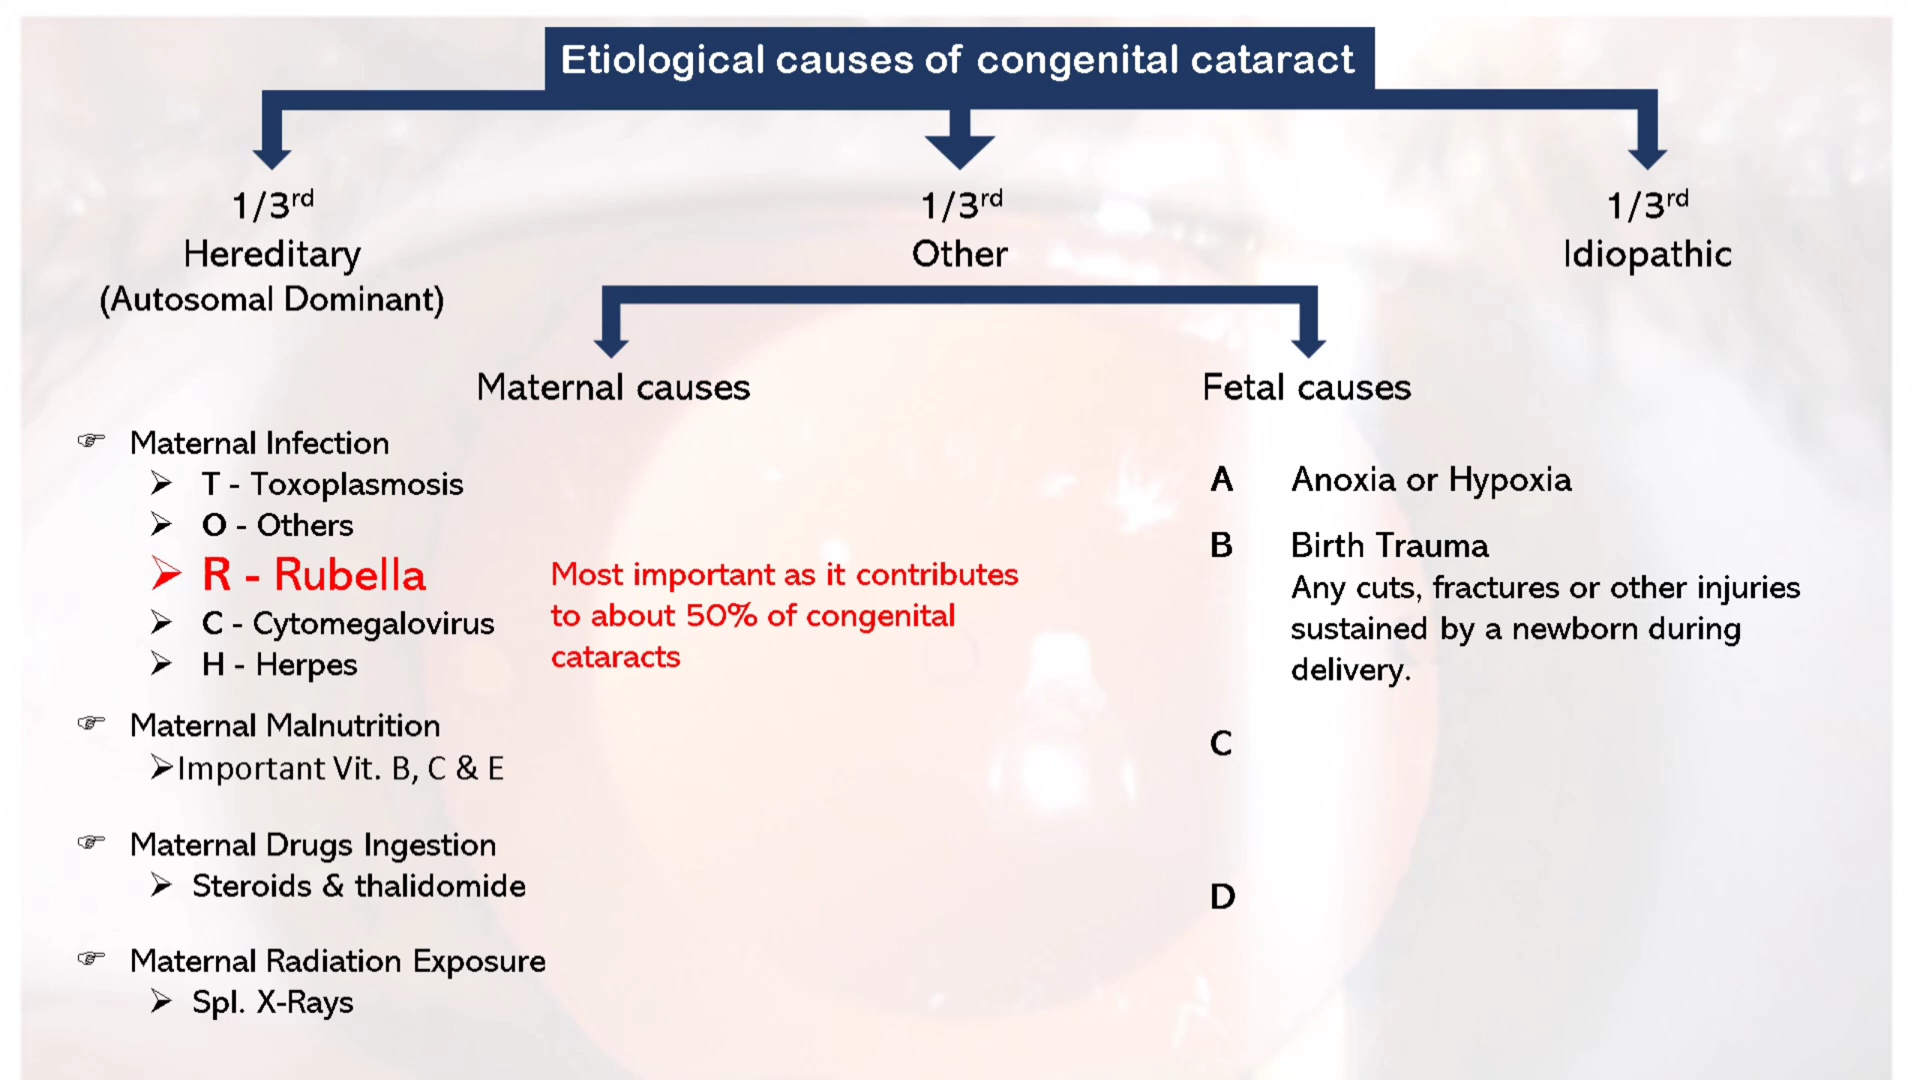 Etiological causes of congenital cataract
1/3rd
Hereditary
(Autosomal Dominant)
1/3rd
Other
1/3rd
Idiopathic
Maternal causes
☞ Maternal Infection
➢ T - Toxoplasmosis
➢ O - Others
➢ R - Rubella
➢ C - Cytomegalovirus
➢ H - Herpes
Most important as it contributes
to about 50% of congenital
cataracts
☞ Maternal Malnutrition
➢Important Vit. B, C & E
☞ Maternal Drugs Ingestion
➢ Steroids & thalidomide
☞ Maternal Radiation Exposure
➢ Spl. X-Rays
Fetal causes
A Anoxia or Hypoxia
B Birth Trauma
Any cuts, fractures or other injuries
sustained by a newborn during
delivery.
C
D